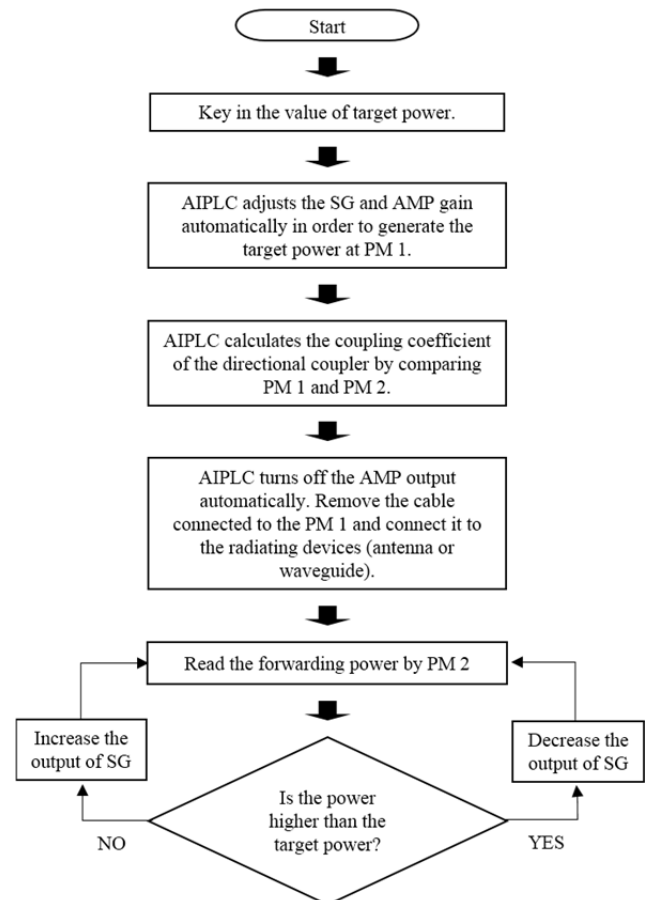 Start
Key in the value of target power.
AIPLC adjusts the SG and AMP gain
automatically in order to generate the
target power at PM 1.
AIPLC calculates the coupling coefficient
of the directional coupler by comparing
PM 1 and PM 2.
AIPLC turns off the AMP output
automatically. Remove the cable
connected to the PM 1 and connect it to
the radiating devices (antenna or
waveguide).
Read the forwarding power by PM 2
Increase the
output of SG
Decrease the
output of SG
Is the power
higher than the
target power?
NO
YES